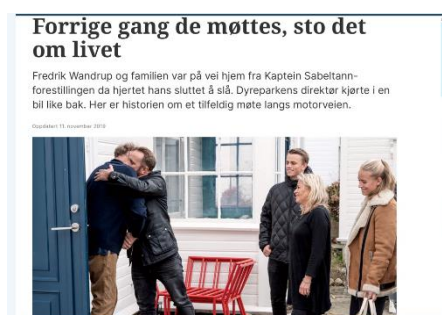 Forrige gang de møttes, sto det
om livet
Fredrik Wandrup og familien var på vei hjem fra Kaptein Sabeltann-
forestillingen da hjertet hans sluttet å slå. Dyreparkens direktør kjørte i en
bil like bak. Her er historien om et tilfeldig møte langs motorveien.
Oppdatert 13. november 2019